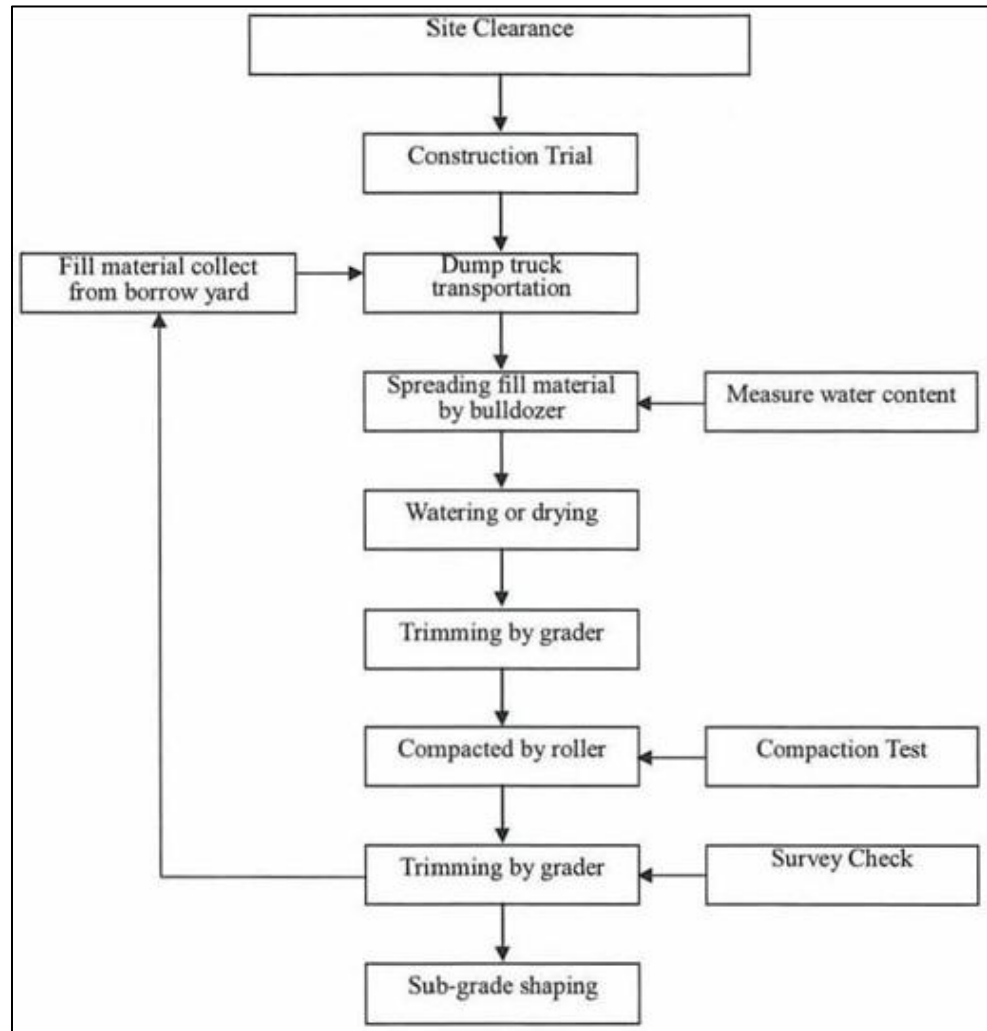 Site Clearance
Construction Trial
Fill material collect
from borrow yard
Dump truck
transportation
Spreading fill material
by bulldozer
Measure water content
Watering or drying
Trimming by grader
Compacted by roller
Compaction Test
Trimming by grader
Survey Check
Sub-grade shaping